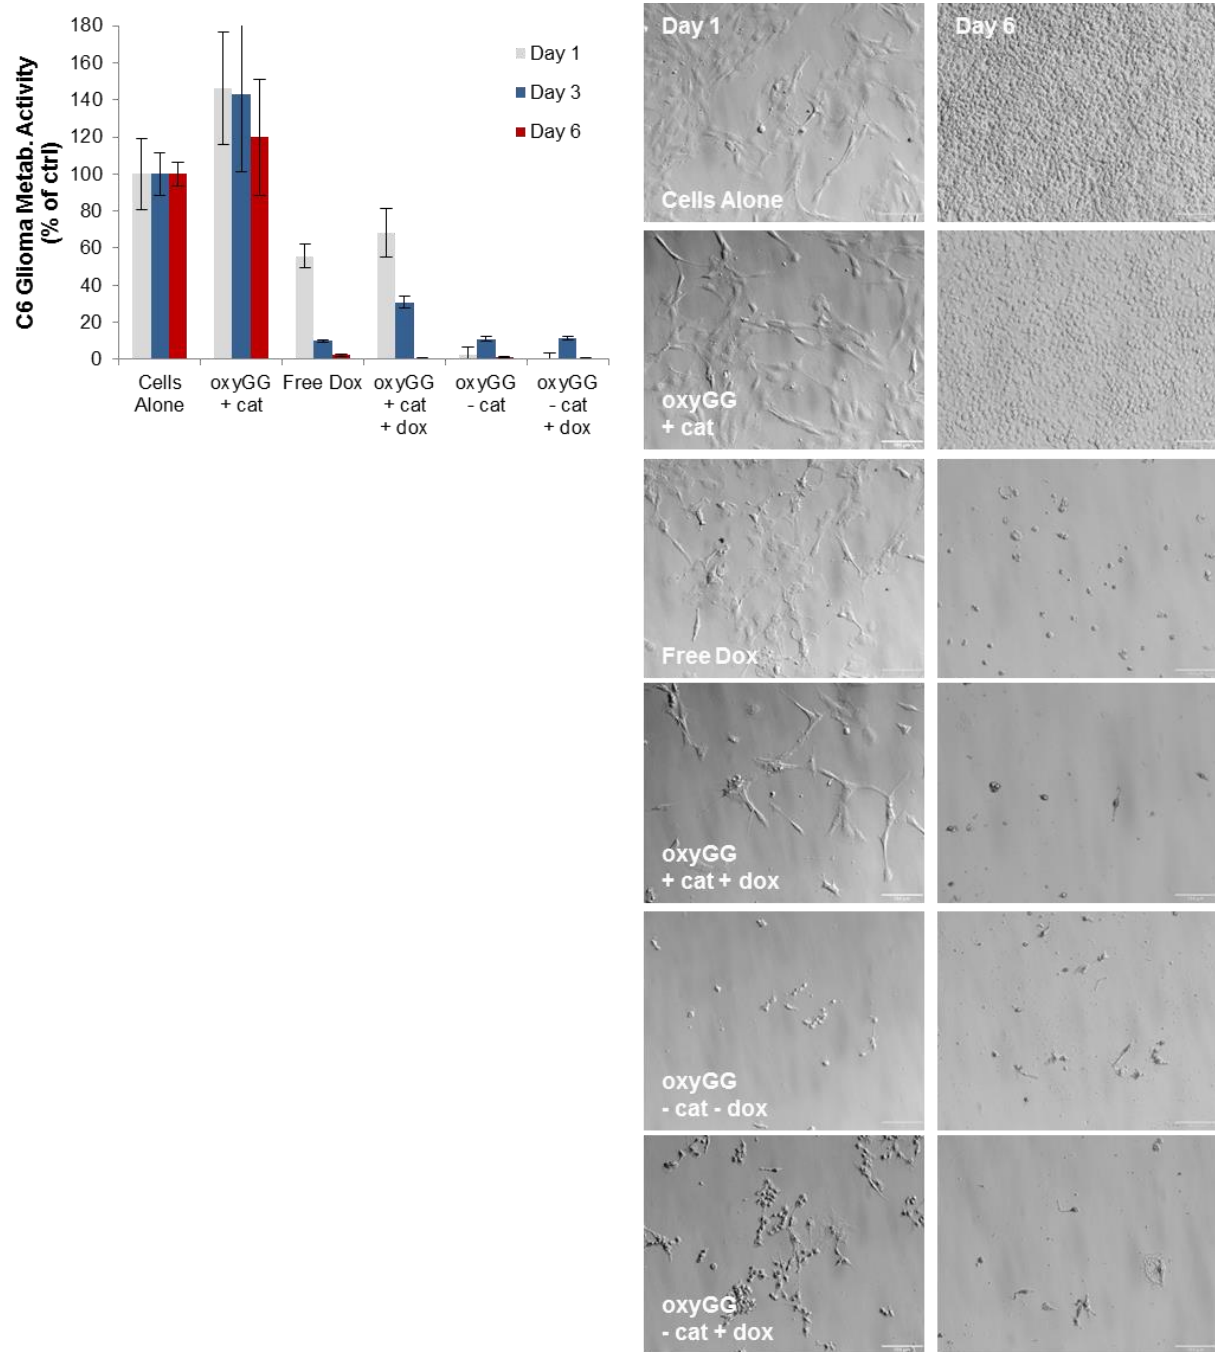 C6 Glioma Metab. Activity
(% of ctrl)
180
160
140
120
100
80
60
40
20
0
Day 1
Day 3
Day 6
Cells
Alone
oxyGG
+ cat
Free Dox
oxyGG
+ cat
+ dox
oxyGG
- cat
oxyGG
- cat
+ dox
Day 1
Day 6
Cells Alone
oxyGG
+ cat
Free Dox
oxyGG
+ cat + dox
oxyGG
- cat - dox
oxyGG
- cat + dox